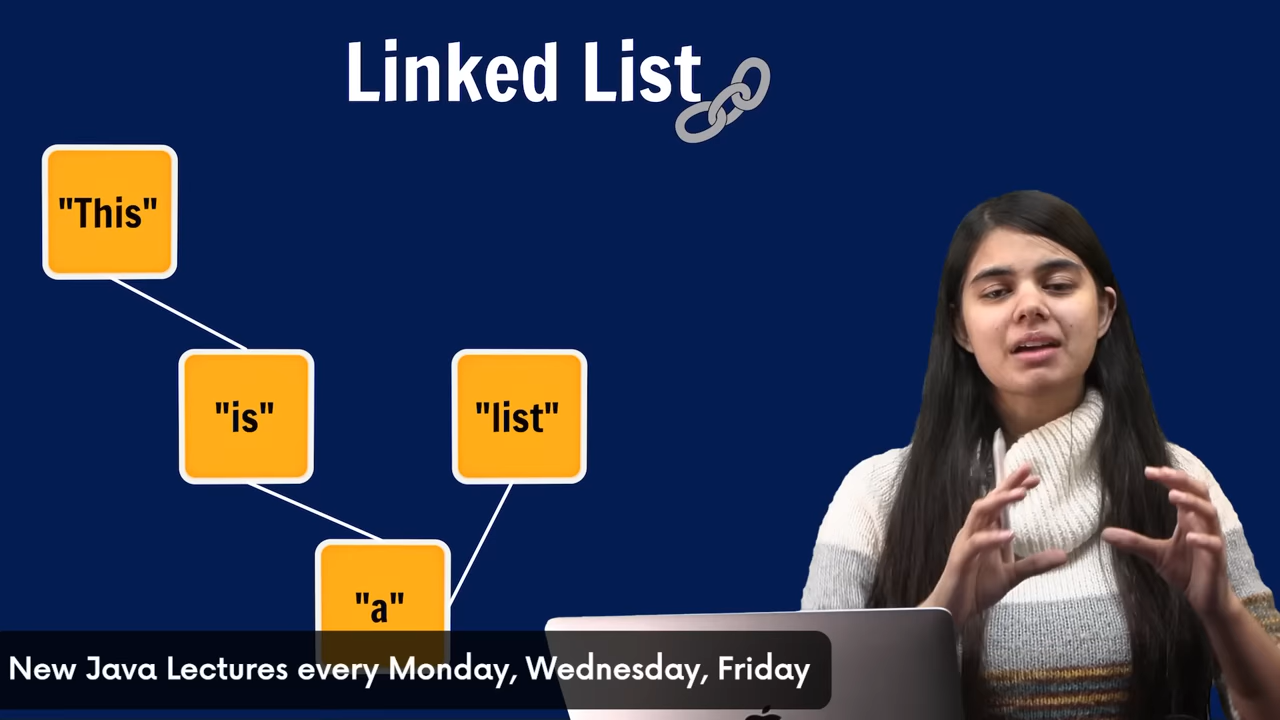 Linked List
"This"
"is"
"list"
"a"
New Java Lectures every Monday, Wednesday, Friday